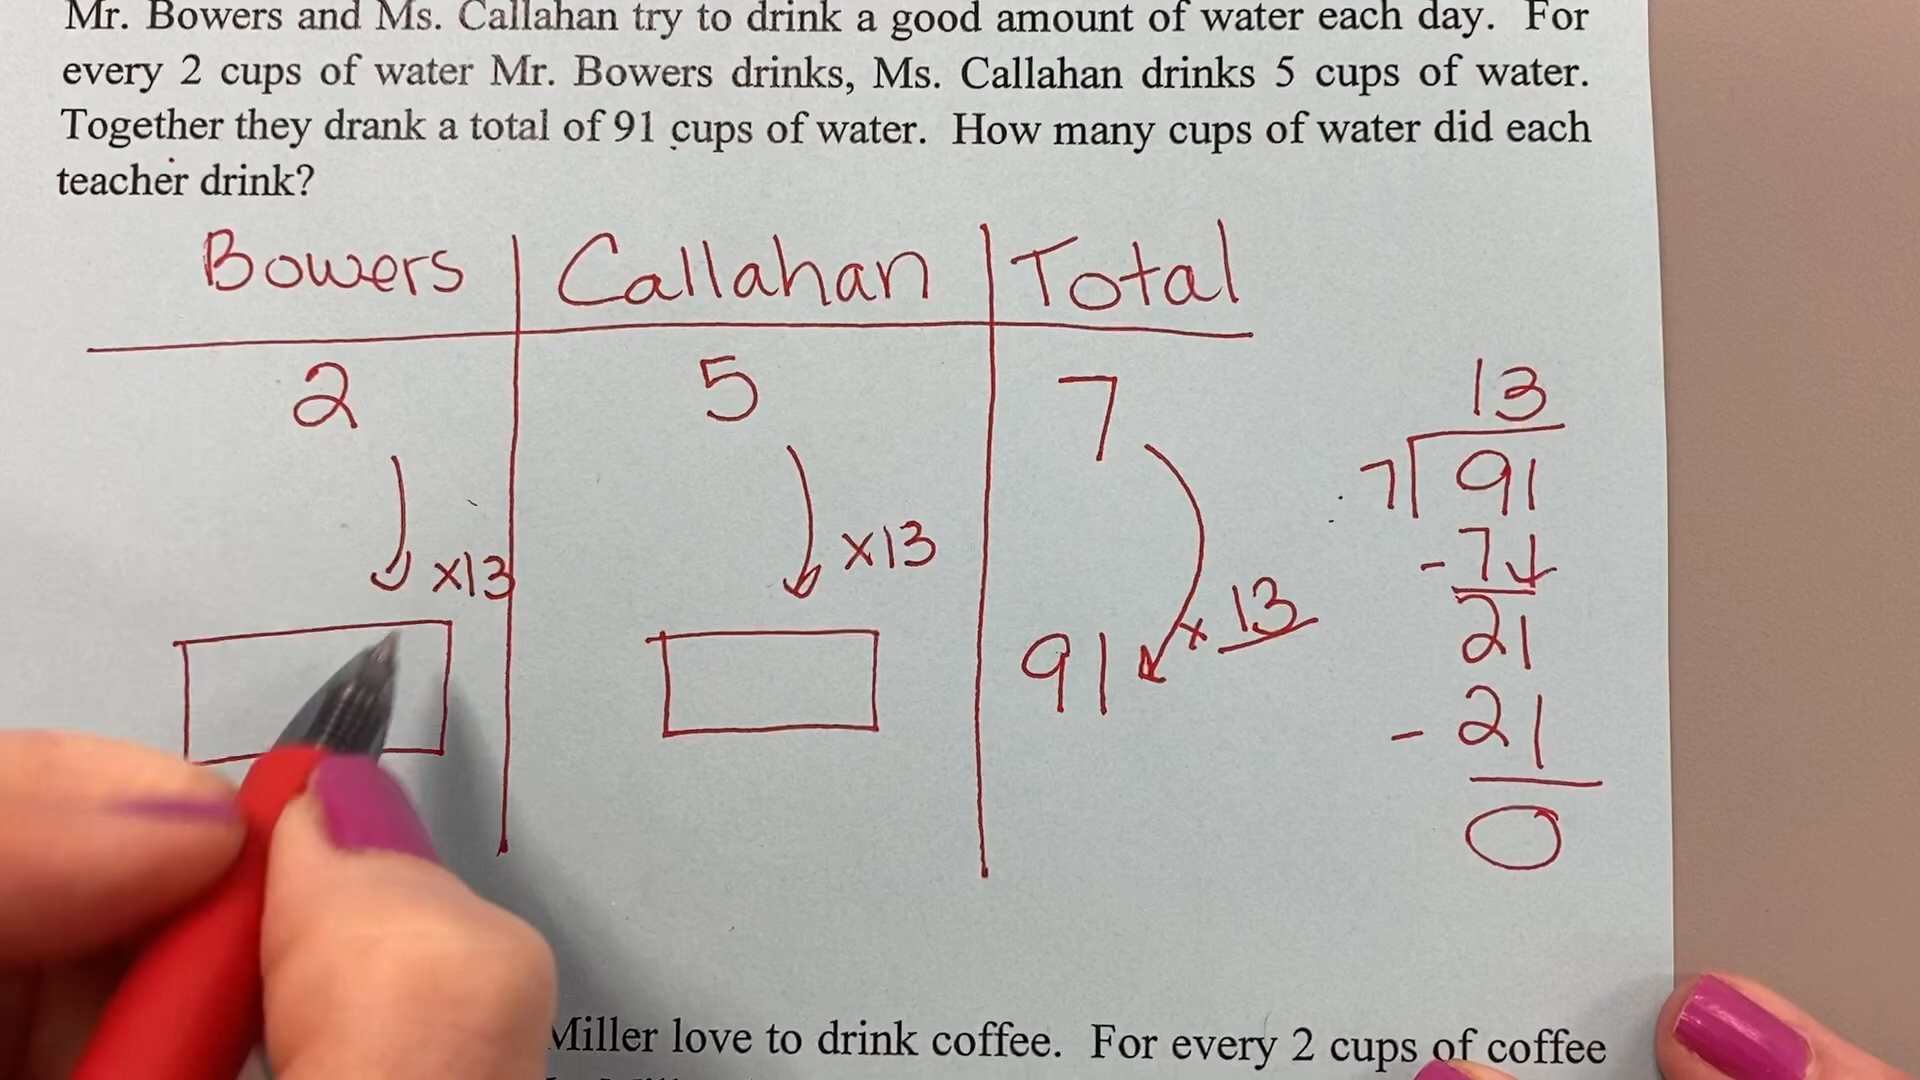 Mr. Bowers and Ms. Callahan try to drink a good amount of water each day. For
every 2 cups of water Mr. Bowers drinks, Ms. Callahan drinks 5 cups of water.
Together they drank a total of 91 cups of water. How many cups of water did each
teacher drink?
Bowers Callahan Total
2 5 7
x13 x13 x 13
91
13
7 91
- 7
21
- 21
0
Miller love to drink coffee. For every 2 cups of coffee